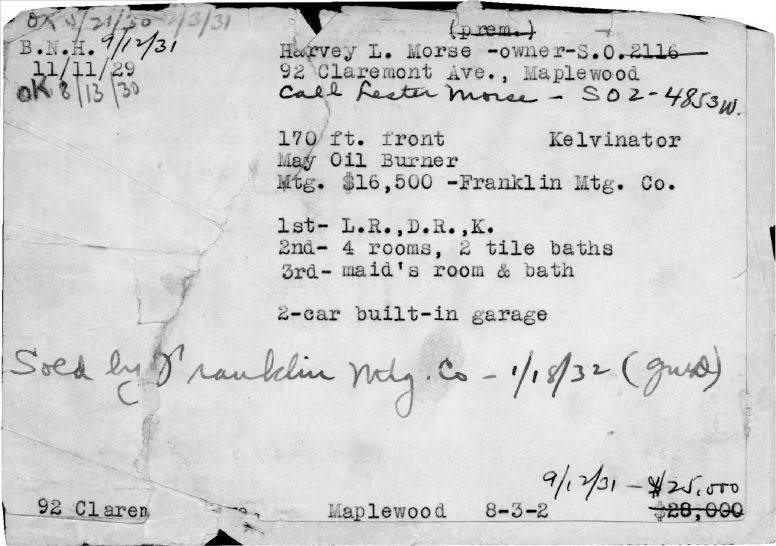 OK 5/21/30 2/3/31
(prem.)
B.N.H. 9/12/31
Harvey L. Morse -owner-S.O.2116
11/11/29
92 Claremont Ave., Maplewood
OK 8/13/30
Call Lester Morse - SO2-4853W.
170 ft. front Kelvinator
May Oil Burner
Mtg. $16,500 -Franklin Mtg. Co.
1st- L.R.,D.R.,K.
2nd- 4 rooms, 2 tile baths
3rd- maid's room & bath
2-car built-in garage
Sold by Franklin Mtg. Co - 1/18/32
9/12/31 - $25,000
92 Clarem Maplewood 8-3-2 $28,000